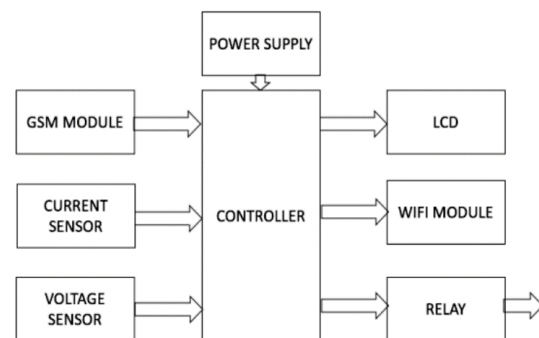 POWER SUPPLY
GSM MODULE
LCD
CURRENT
SENSOR
CONTROLLER
WIFI MODULE
VOLTAGE
SENSOR
RELAY